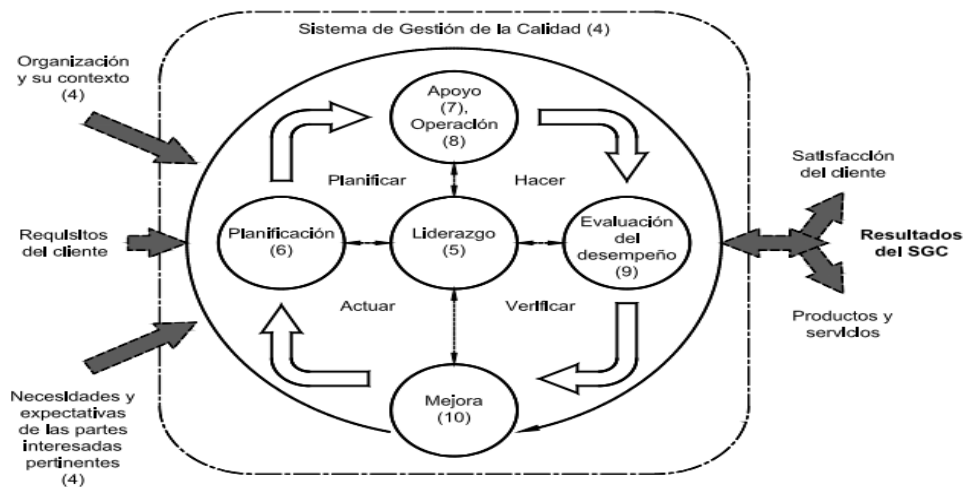 Sistema de Gestión de la Calidad (4)
Organización
y su contexto
(4)
Requisitos
del cliente
Necesidades y
expectativas
de las partes
interesadas
pertinentes
(4)
Apoyo
(7),
Operación
(8)
Planificar
Hacer
Planificación
(6)
Liderazgo
(5)
Evaluación
del
desempeño
(9)
Actuar
Verificar
Mejora
(10)
Satisfacción
del cliente
Resultados
del SGC
Productos y
servicios